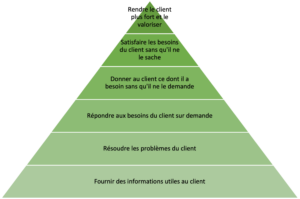 Rendre le client
plus fort et le
valoriser
Satisfaire les besoins
du client sans qu'il ne
le sache
Donner au client ce dont il a
besoin sans qu'il ne le demande
Répondre aux besoins du client sur demande
Résoudre les problèmes du client
Fournir des informations utiles au client